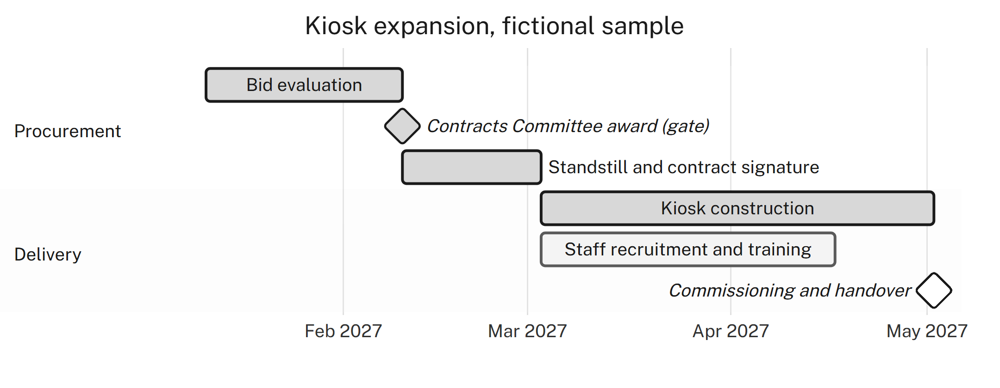 Kiosk expansion, fictional sample
Bid evaluation
Procurement
Contracts Committee award (gate)
Standstill and contract signature
Kiosk construction
Delivery
Staff recruitment and training
Commissioning and handover
Feb 2027
Mar 2027
Apr 2027
May 2027